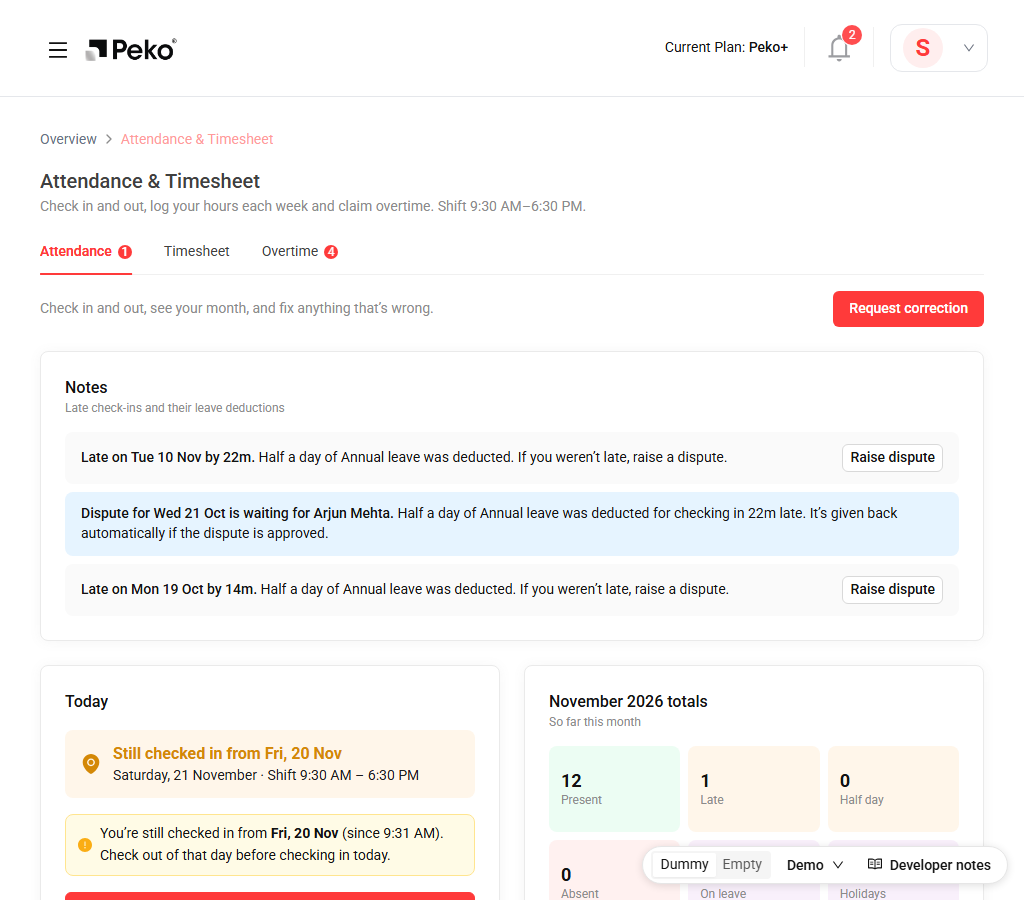 Peko
Current Plan: Peko+
2
S
Overview > Attendance & Timesheet
Attendance & Timesheet
Check in and out, log your hours each week and claim overtime. Shift 9:30 AM–6:30 PM.
Attendance 1 Timesheet Overtime 4
Check in and out, see your month, and fix anything that’s wrong.
Request correction
Notes
Late check-ins and their leave deductions
Late on Tue 10 Nov by 22m. Half a day of Annual leave was deducted. If you weren’t late, raise a dispute.
Raise dispute
Dispute for Wed 21 Oct is waiting for Arjun Mehta. Half a day of Annual leave was deducted for checking in 22m late. It’s given back
automatically if the dispute is approved.
Late on Mon 19 Oct by 14m. Half a day of Annual leave was deducted. If you weren’t late, raise a dispute.
Raise dispute
Today
Still checked in from Fri, 20 Nov
Saturday, 21 November · Shift 9:30 AM – 6:30 PM
You’re still checked in from Fri, 20 Nov (since 9:31 AM).
Check out of that day before checking in today.
November 2026 totals
So far this month
12
Present
1
Late
0
Half day
0
Absent
On leave
Holidays
Dummy Empty Demo Developer notes